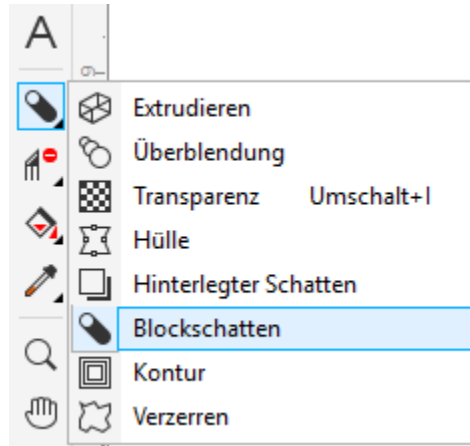 A
Extrudieren
Überblendung
Transparenz Umschalt+I
Hülle
Hinterlegter Schatten
Blockschatten
Kontur
Verzerren